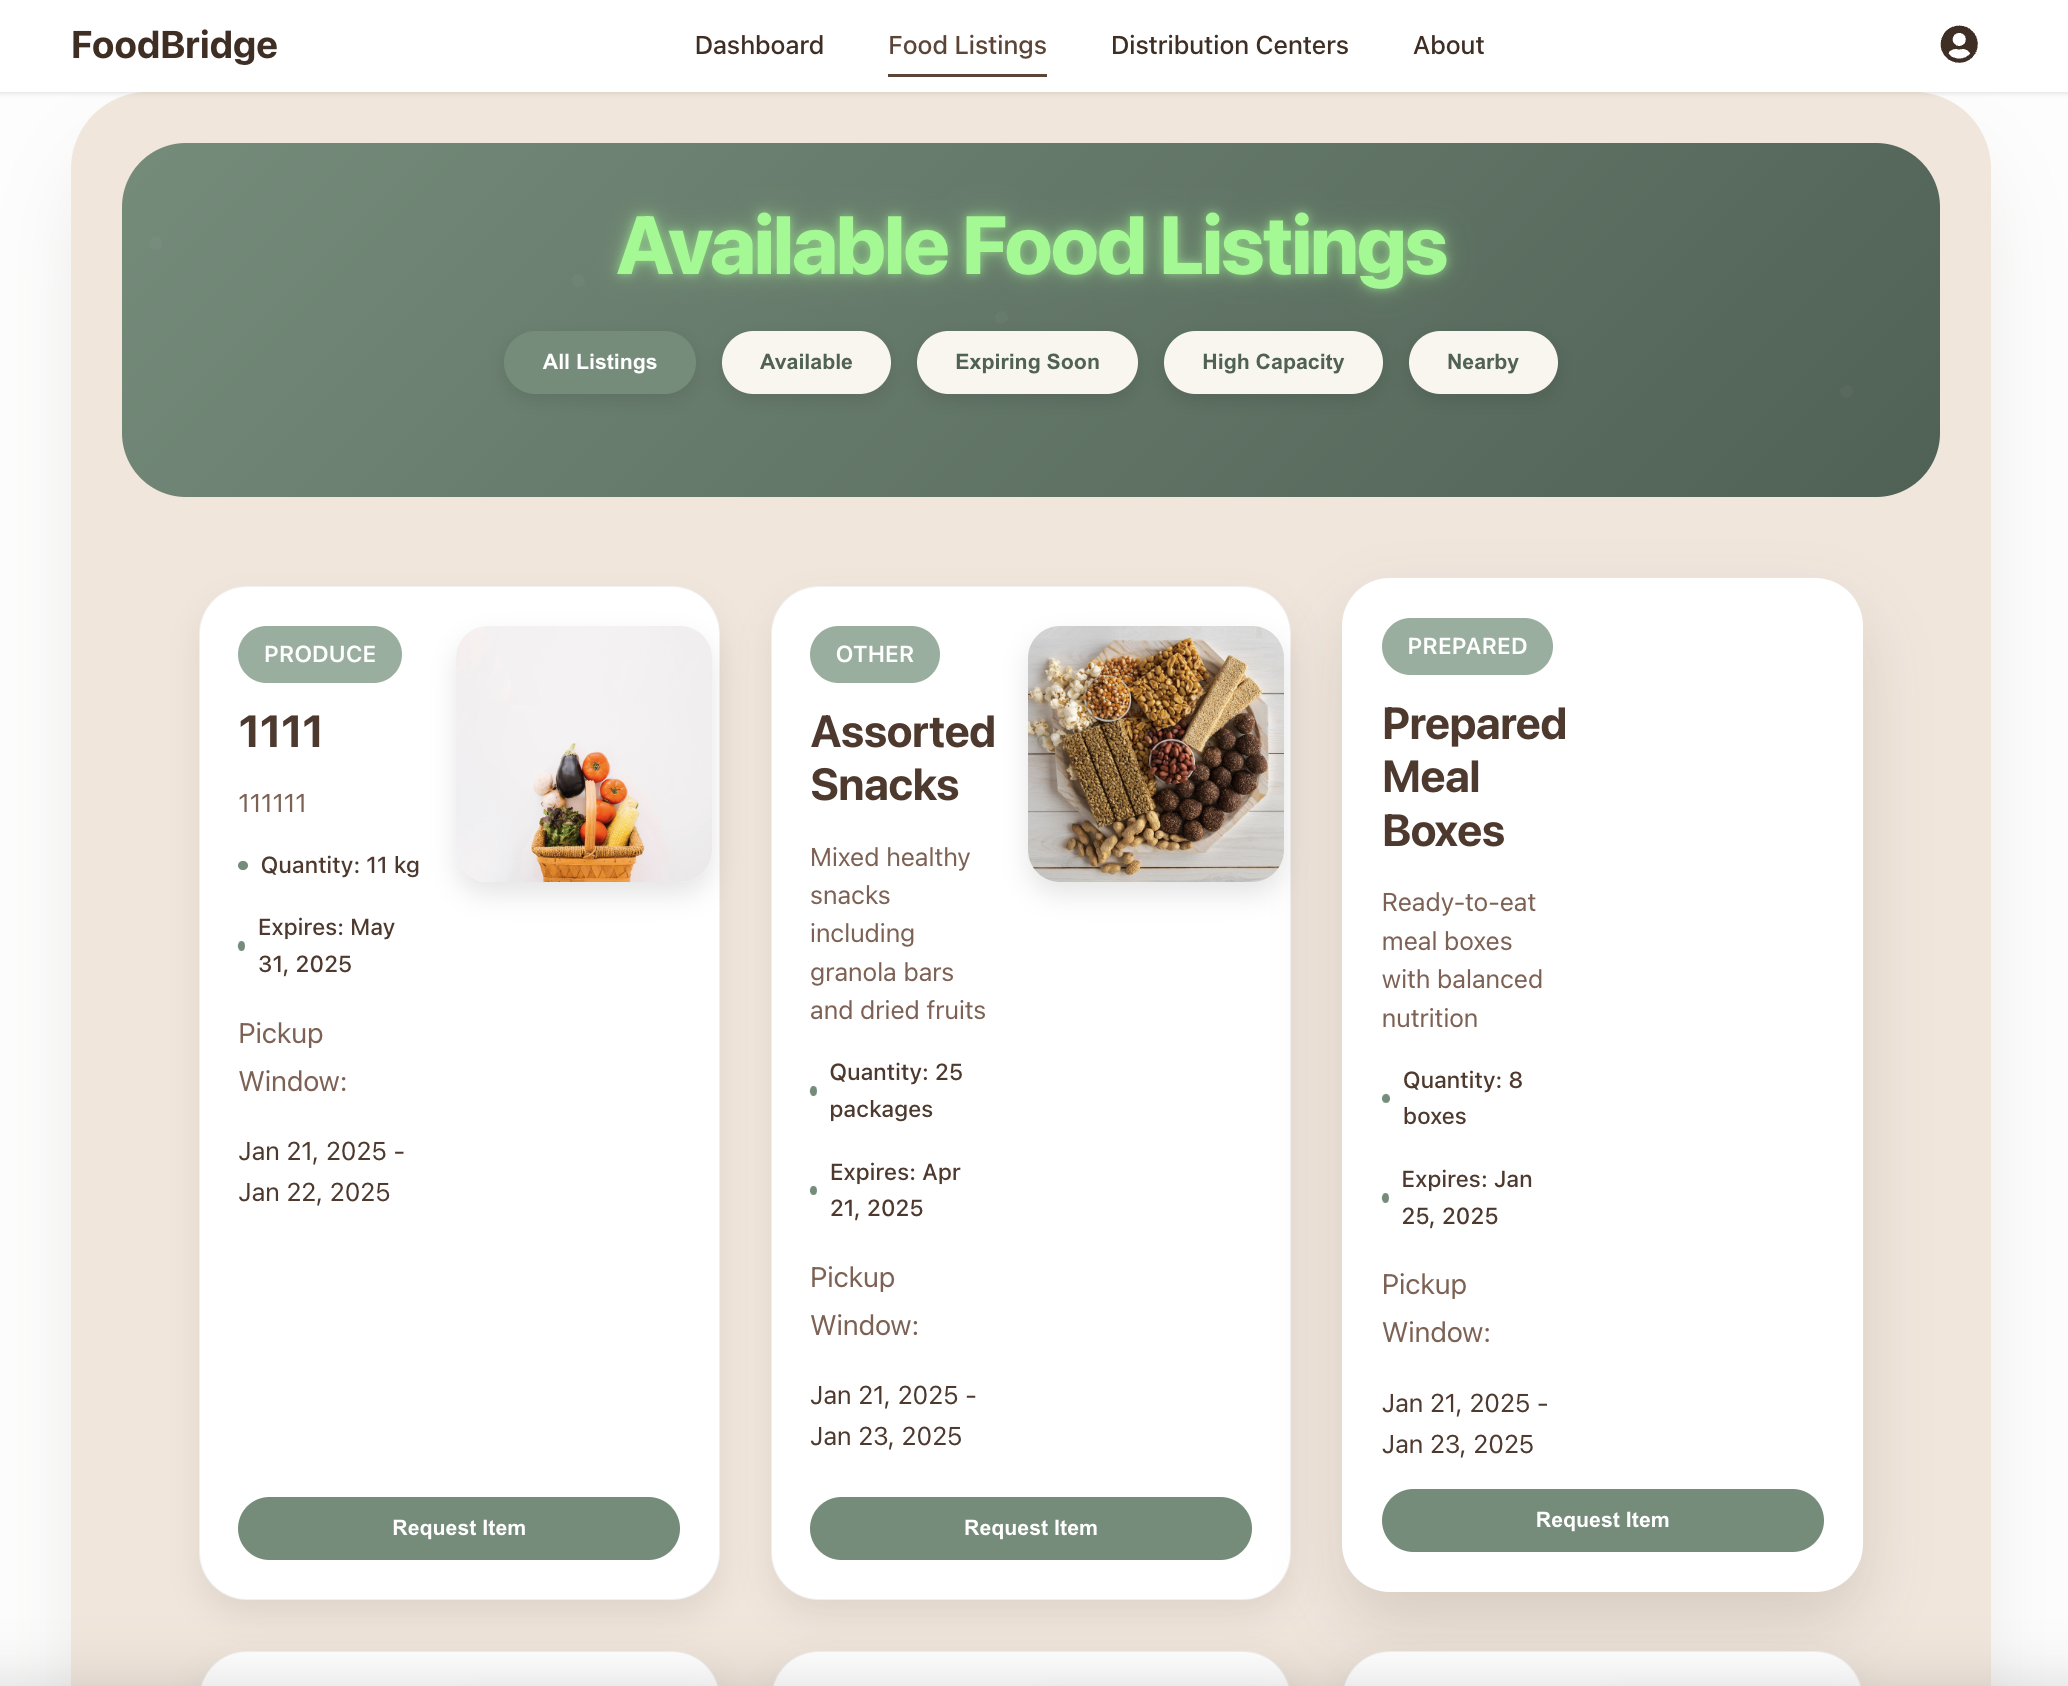 FoodBridge
Dashboard
Food Listings
Distribution Centers
About
Available Food Listings
All Listings
Available
Expiring Soon
High Capacity
Nearby
PRODUCE
1111
111111
Quantity: 11 kg
Expires: May
31, 2025
Pickup
Window:
Jan 21, 2025 -
Jan 22, 2025
Request Item
OTHER
Assorted
Snacks
Mixed healthy
snacks
including
granola bars
and dried fruits
Quantity: 25
packages
Expires: Apr
21, 2025
Pickup
Window:
Jan 21, 2025 -
Jan 23, 2025
Request Item
PREPARED
Prepared
Meal
Boxes
Ready-to-eat
meal boxes
with balanced
nutrition
Quantity: 8
boxes
Expires: Jan
25, 2025
Pickup
Window:
Jan 21, 2025 -
Jan 23, 2025
Request Item